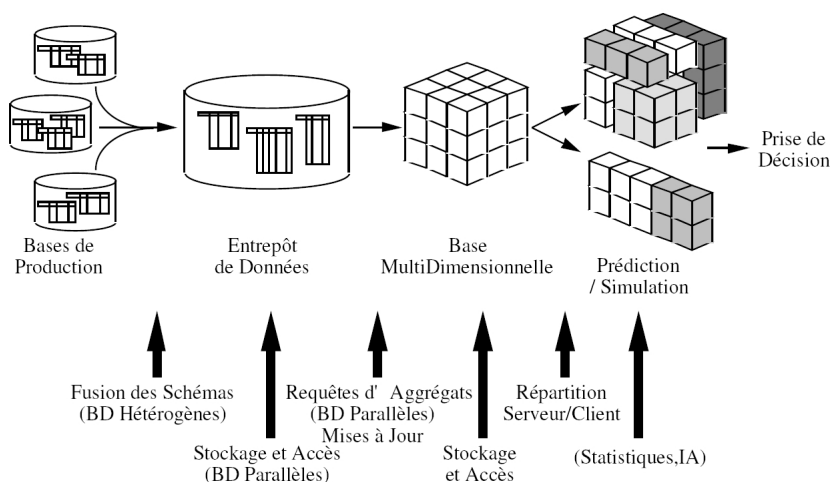 Prise de
Décision
Bases de
Production
Entrepôt
de Données
Base
MultiDimensionnelle
Prédiction
/ Simulation
Fusion des Schémas
(BD Hétérogènes)
Requêtes d' Aggrégats
(BD Parallèles)
Mises à Jour
Répartition
Serveur/Client
Stockage et Accès
(BD Parallèles)
Stockage
et Accès
(Statistiques,IA)